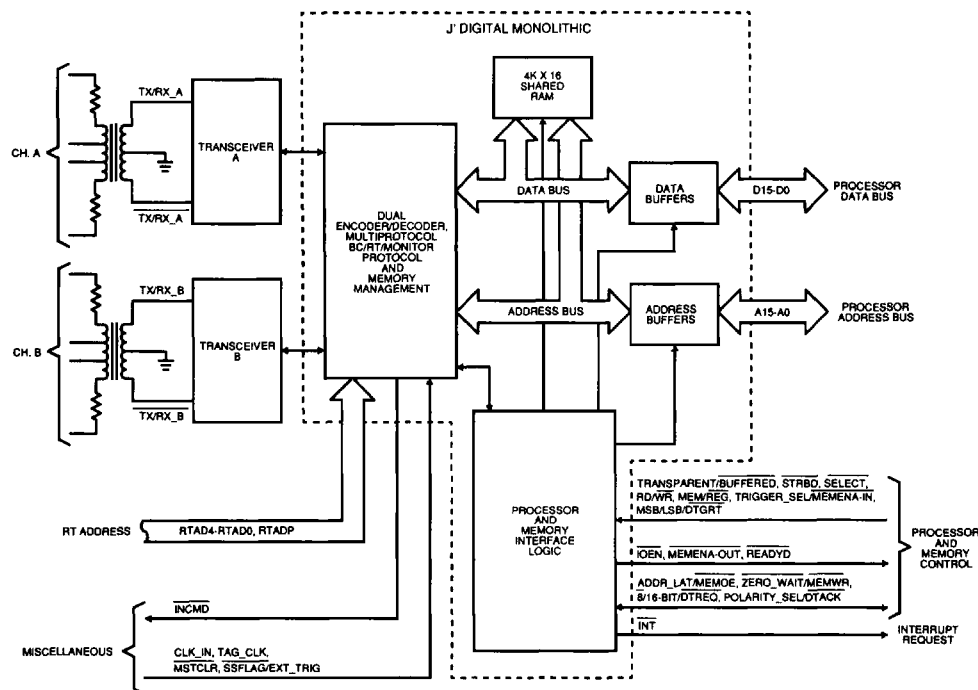 J' DIGITAL MONOLITHIC
4K X 16
SHARED
RAM
CH. A
TX/RX_A
TRANSCEIVER
A
TX/RX_A
DUAL
ENCODER/DECODER,
MULTIPROTOCOL
BC/RT/MONITOR
PROTOCOL
AND
MEMORY
MANAGEMENT
DATA BUS
DATA
BUFFERS
D15-D0
PROCESSOR
DATA BUS
CH. B
TX/RX_B
TRANSCEIVER
B
TX/RX_B
ADDRESS BUS
ADDRESS
BUFFERS
A15-A0
PROCESSOR
ADDRESS BUS
RT ADDRESS
RTAD4-RTAD0, RTADP
PROCESSOR
AND
MEMORY
INTERFACE
LOGIC
TRANSPARENT/BUFFERED, STRBD, SELECT,
RD/WR, MEM/REG, TRIGGER_SEL/MEMENA-IN,
MSB/LSB/DTGRT
IOEN, MEMENA-OUT, READYD
ADDR_LAT/MEMOE, ZERO_WAIT/MEMWR,
8/16-BIT/DTREQ, POLARITY_SEL/DTACK
PROCESSOR
AND
MEMORY
CONTROL
INT
INTERRUPT
REQUEST
MISCELLANEOUS
INCMD
CLK_IN, TAG_CLK,
MSTCLR, SSFLAG/EXT_TRIG